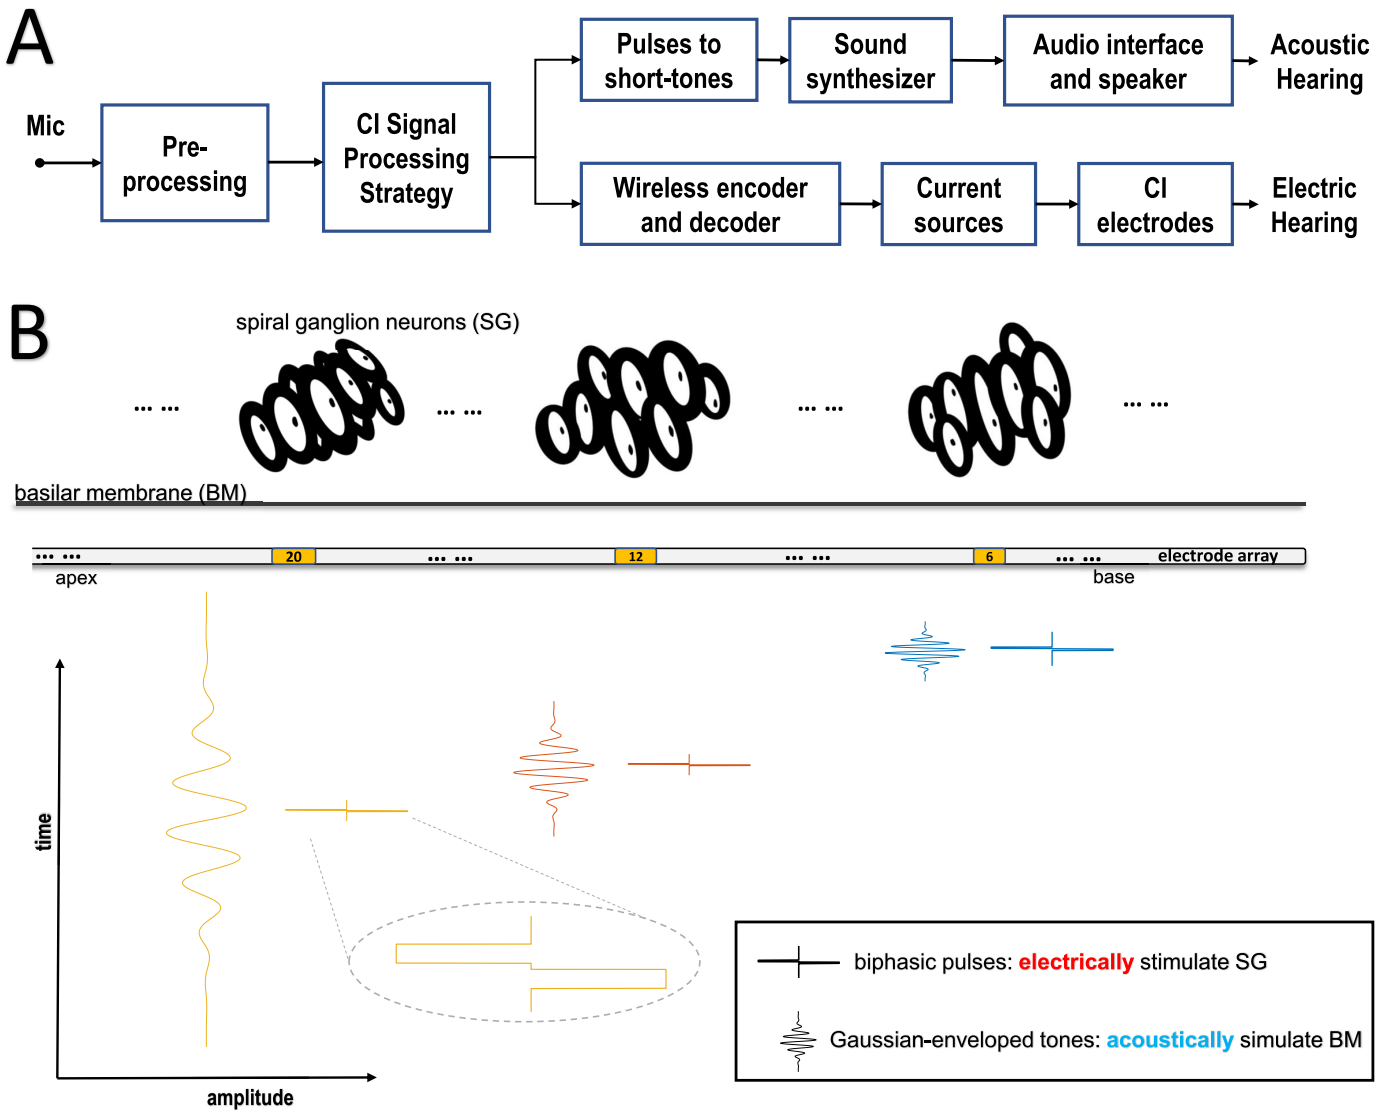 A
Mic
Pre-
processing
CI Signal
Processing
Strategy
Pulses to
short-tones
Sound
synthesizer
Audio interface
and speaker
Acoustic
Hearing
Wireless encoder
and decoder
Current
sources
CI
electrodes
Electric
Hearing
B
spiral ganglion neurons (SG)
... ...
... ...
... ...
... ...
basilar membrane (BM)
... ...
20
... ...
12
... ...
6
... ...
electrode array
apex
base
time
amplitude
biphasic pulses: electrically stimulate SG
Gaussian-enveloped tones: acoustically simulate BM